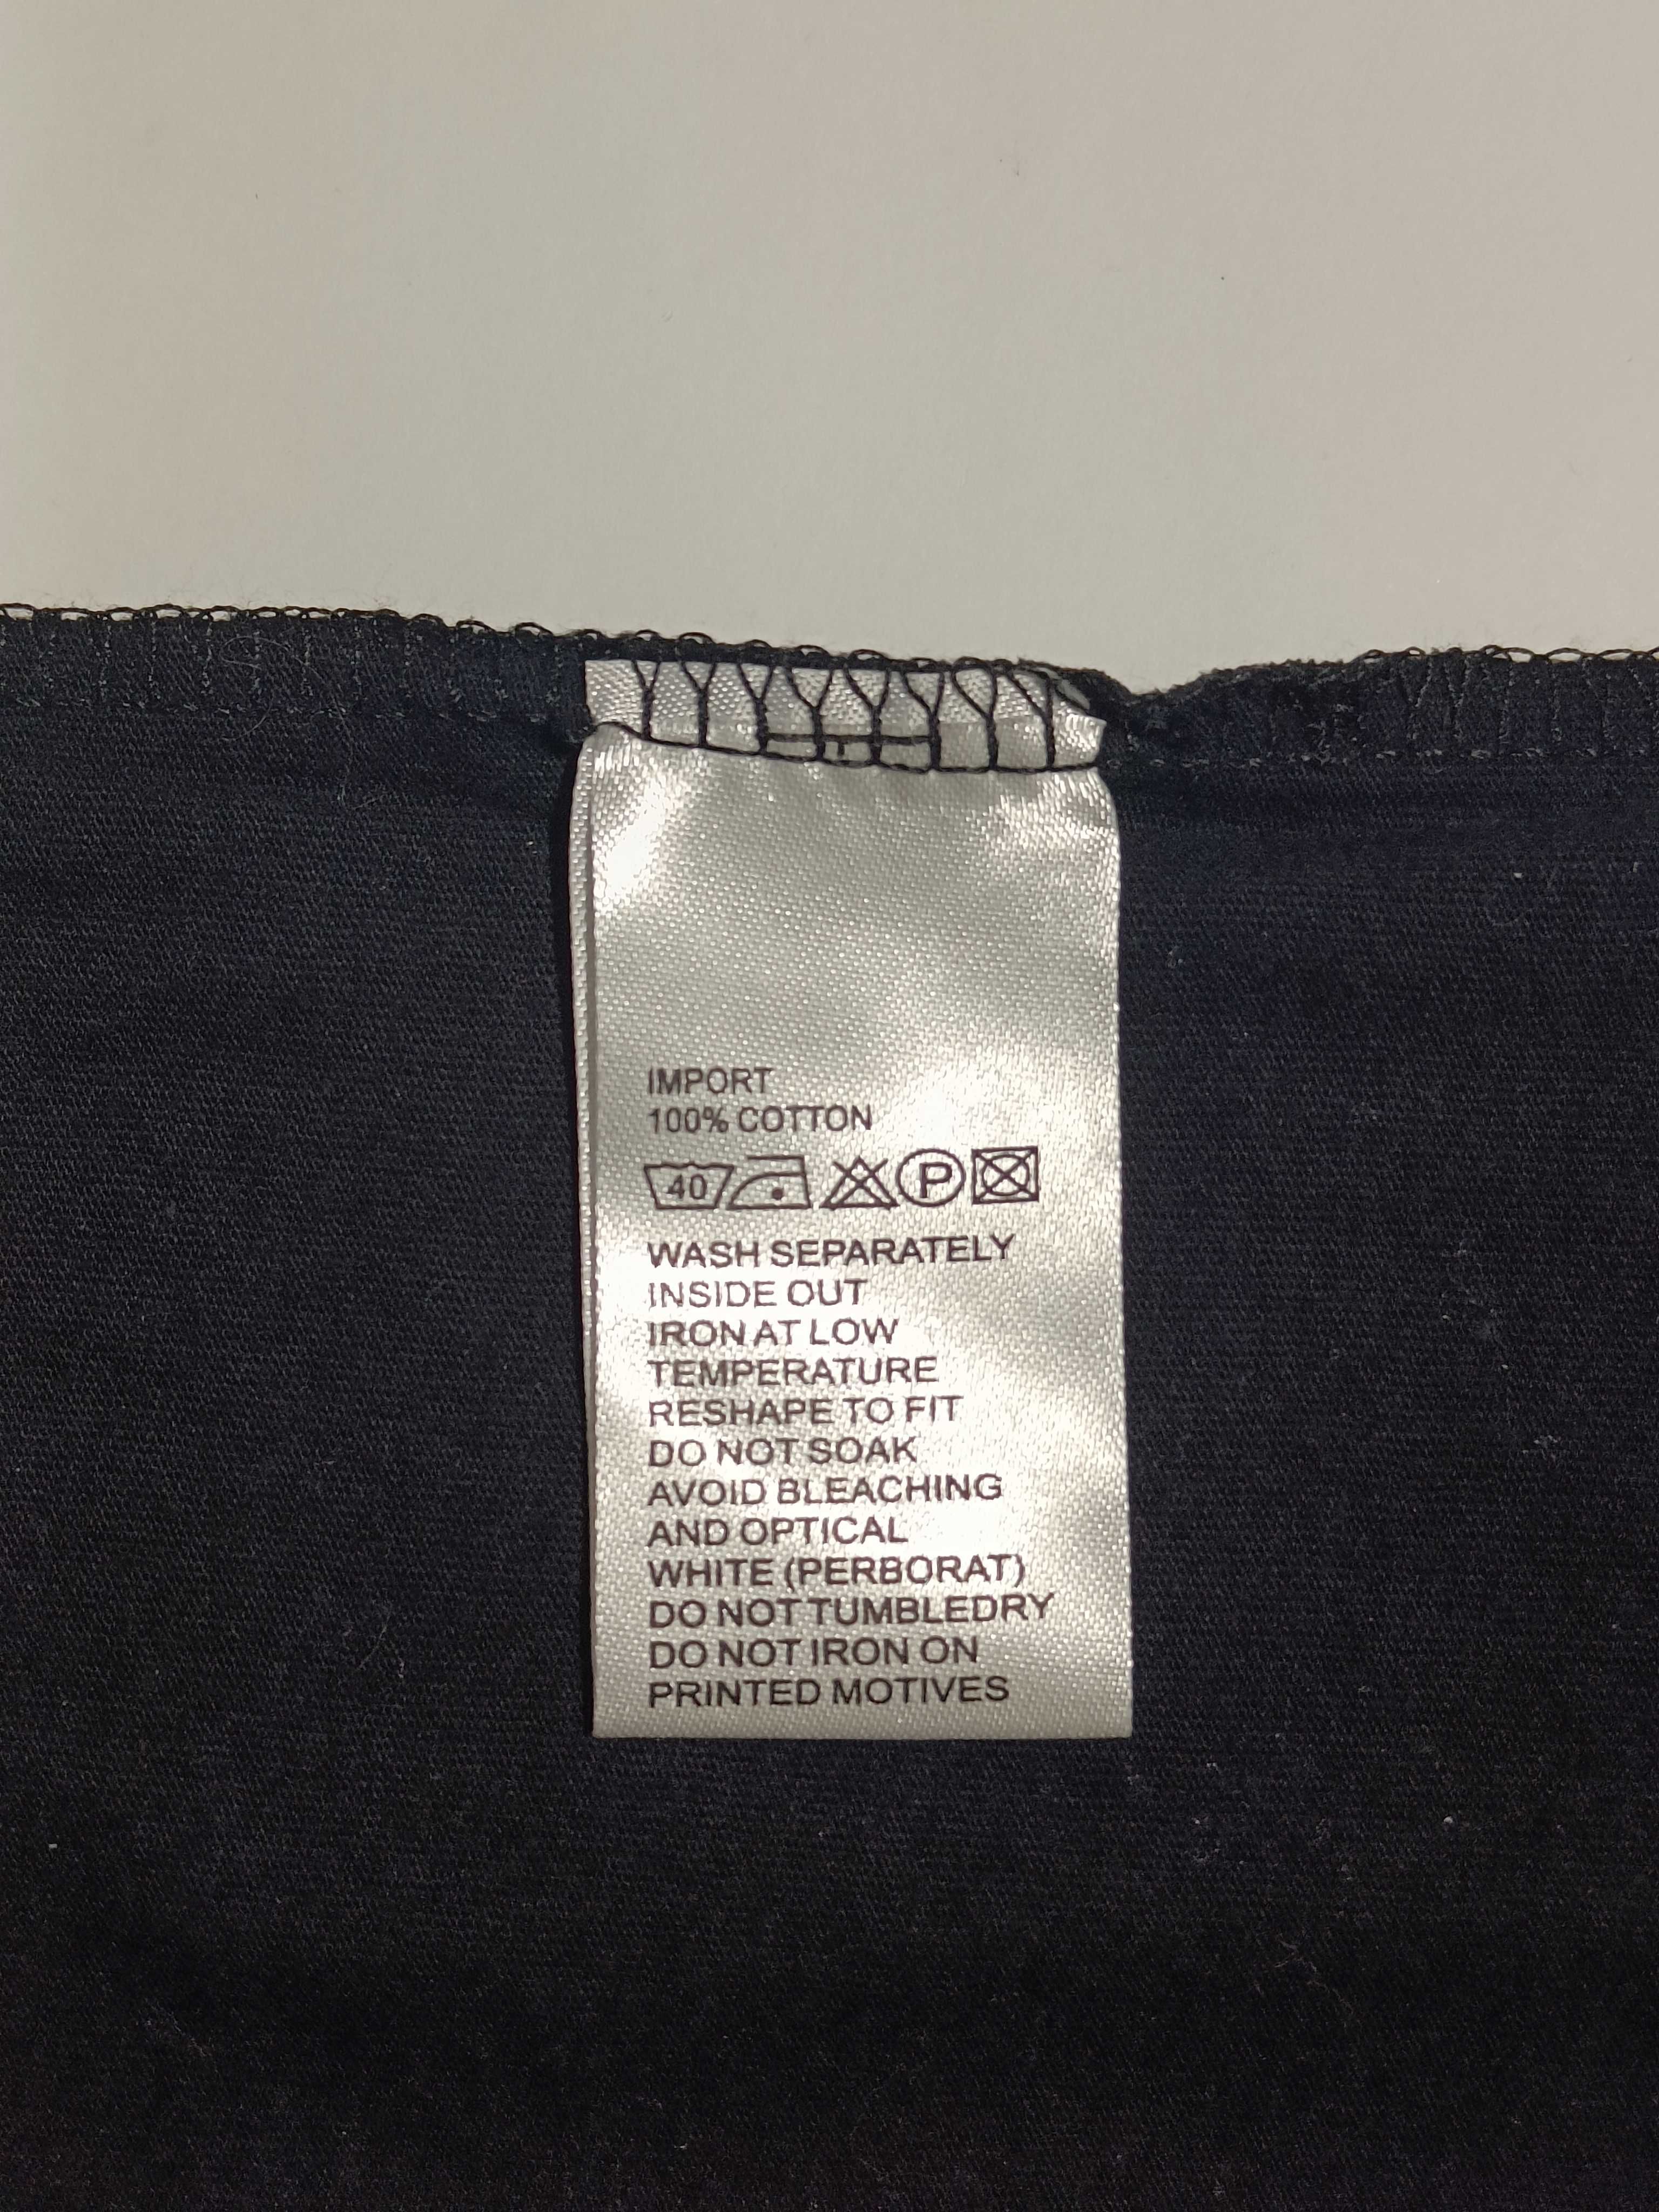 IMPORT
100% COTTON
40 P
WASH SEPARATELY
INSIDE OUT
IRON AT LOW
TEMPERATURE
RESHAPE TO FIT
DO NOT SOAK
AVOID BLEACHING
AND OPTICAL
WHITE (PERBORAT)
DO NOT TUMBLEDRY
DO NOT IRON ON
PRINTED MOTIVES